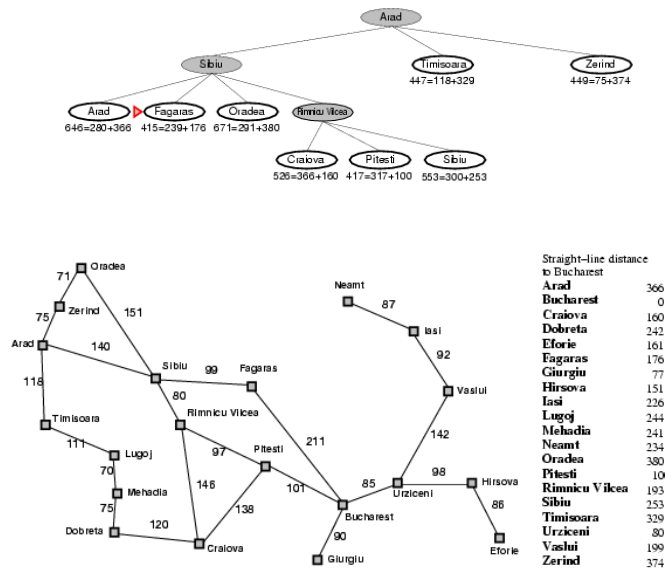 Arad
Sibiu
Timisoara
447=118+329
Zerind
449=75+374
Arad
646=280+366
Fagaras
415=239+176
Oradea
671=291+380
Rimnicu Vilcea
Craiova
526=366+160
Pitesti
417=317+100
Sibiu
553=300+253
Oradea
71
Zerind
75
151
Arad
140
118
Sibiu
99
Fagaras
80
Rimnicu Vilcea
Timisoara
111
Lugoj
70
Mehadia
75
Dobreta
120
146
97
Pitesti
138
101
211
Craiova
Neamt
87
Iasi
92
Vaslui
142
98
Hirsova
85
Urziceni
86
Bucharest
90
Giurgiu
Eforie
Straight–line distance
to Bucharest
Arad 366
Bucharest 0
Craiova 160
Dobreta 242
Eforie 161
Fagaras 176
Giurgiu 77
Hirsova 151
Iasi 226
Lugoj 244
Mehadia 241
Neamt 234
Oradea 380
Pitesti 10
Rimnicu Vilcea 193
Sibiu 253
Timisoara 329
Urziceni 80
Vaslui 199
Zerind 374